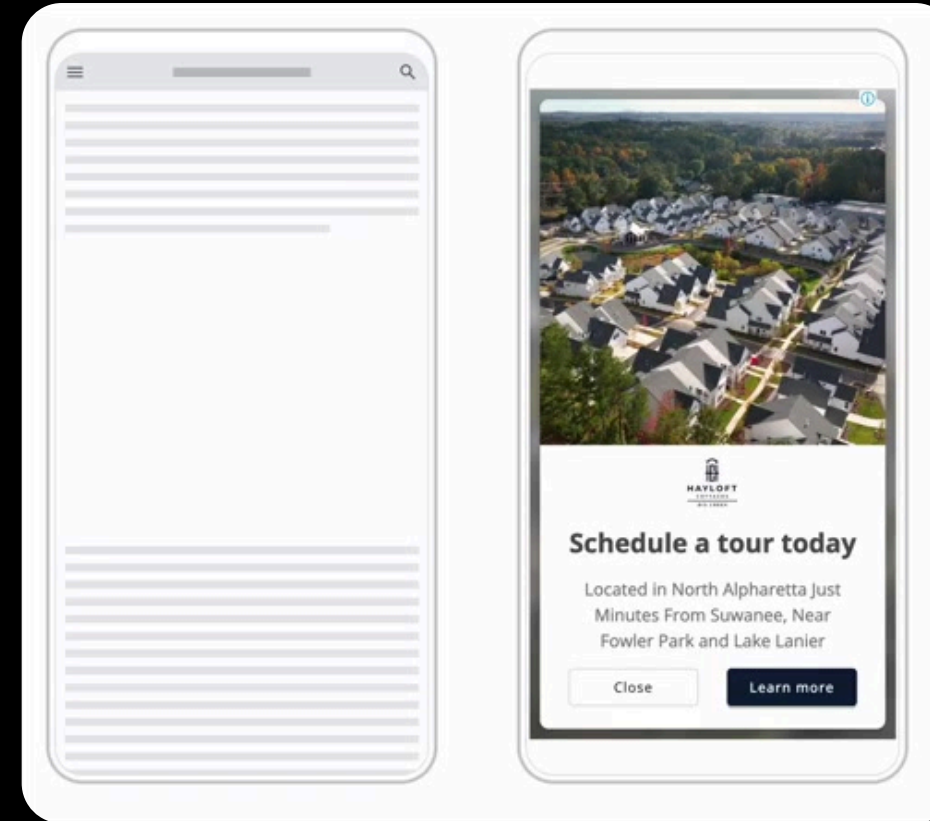 HAYLOFT
COTTAGES
Schedule a tour today
Located in North Alpharetta Just
Minutes From Suwanee, Near
Fowler Park and Lake Lanier
Close
Learn more